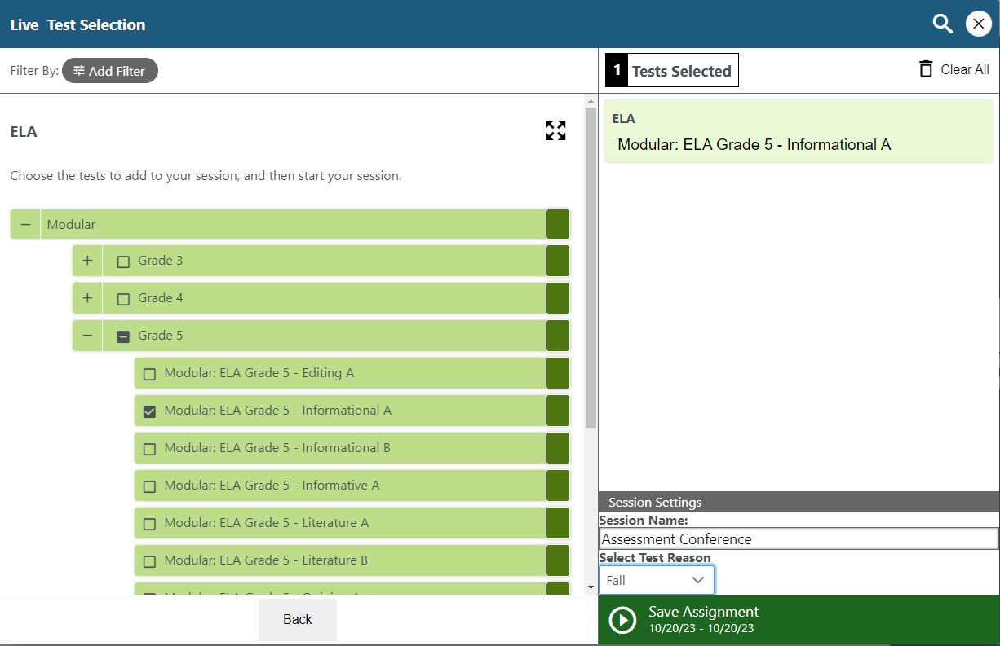 Live Test Selection
Filter By: Add Filter
1 Tests Selected
Clear All
ELA
Choose the tests to add to your session, and then start your session.
Modular
Grade 3
Grade 4
Grade 5
Modular: ELA Grade 5 - Editing A
Modular: ELA Grade 5 - Informational A
Modular: ELA Grade 5 - Informational B
Modular: ELA Grade 5 - Informative A
Modular: ELA Grade 5 - Literature A
Modular: ELA Grade 5 - Literature B
Back
ELA
Modular: ELA Grade 5 - Informational A
Session Settings
Session Name:
Assessment Conference
Select Test Reason
Fall
Save Assignment
10/20/23 - 10/20/23